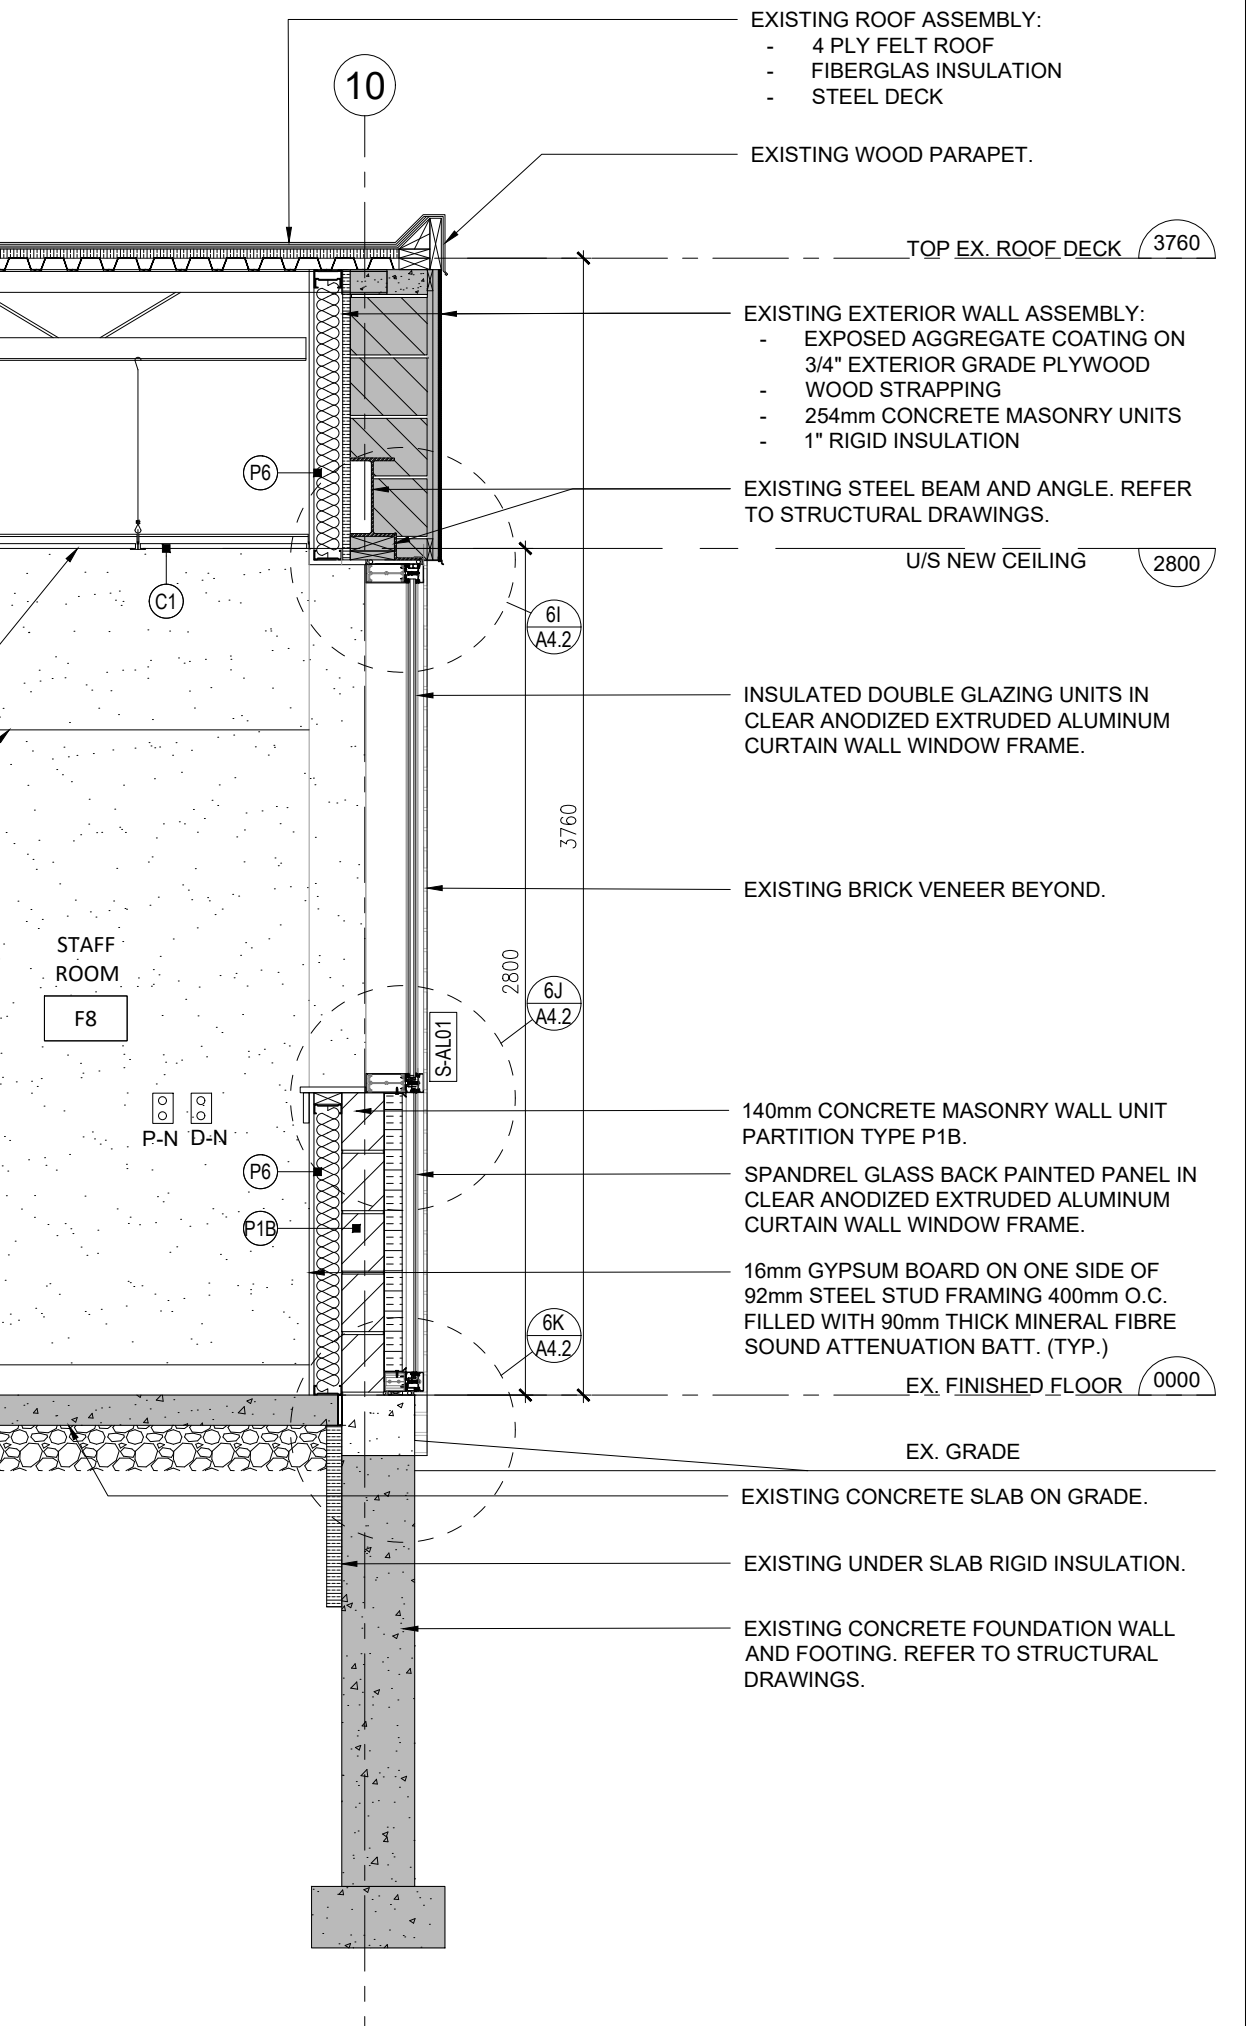 EXISTING ROOF ASSEMBLY:
- 4 PLY FELT ROOF
- FIBERGLAS INSULATION
- STEEL DECK
10
EXISTING WOOD PARAPET.
TOP EX. ROOF DECK 3760
EXISTING EXTERIOR WALL ASSEMBLY:
- EXPOSED AGGREGATE COATING ON
3/4" EXTERIOR GRADE PLYWOOD
- WOOD STRAPPING
- 254mm CONCRETE MASONRY UNITS
- 1" RIGID INSULATION
P6
EXISTING STEEL BEAM AND ANGLE. REFER
TO STRUCTURAL DRAWINGS.
U/S NEW CEILING 2800
C1
6I
A4.2
INSULATED DOUBLE GLAZING UNITS IN
CLEAR ANODIZED EXTRUDED ALUMINUM
CURTAIN WALL WINDOW FRAME.
3760
EXISTING BRICK VENEER BEYOND.
STAFF
ROOM
F8
2800
6J
A4.2
S-AL01
P-N D-N
140mm CONCRETE MASONRY WALL UNIT
PARTITION TYPE P1B.
P6
SPANDREL GLASS BACK PAINTED PANEL IN
CLEAR ANODIZED EXTRUDED ALUMINUM
CURTAIN WALL WINDOW FRAME.
P1B
16mm GYPSUM BOARD ON ONE SIDE OF
92mm STEEL STUD FRAMING 400mm O.C.
FILLED WITH 90mm THICK MINERAL FIBRE
SOUND ATTENUATION BATT. (TYP.)
6K
A4.2
EX. FINISHED FLOOR 0000
EX. GRADE
EXISTING CONCRETE SLAB ON GRADE.
EXISTING UNDER SLAB RIGID INSULATION.
EXISTING CONCRETE FOUNDATION WALL
AND FOOTING. REFER TO STRUCTURAL
DRAWINGS.